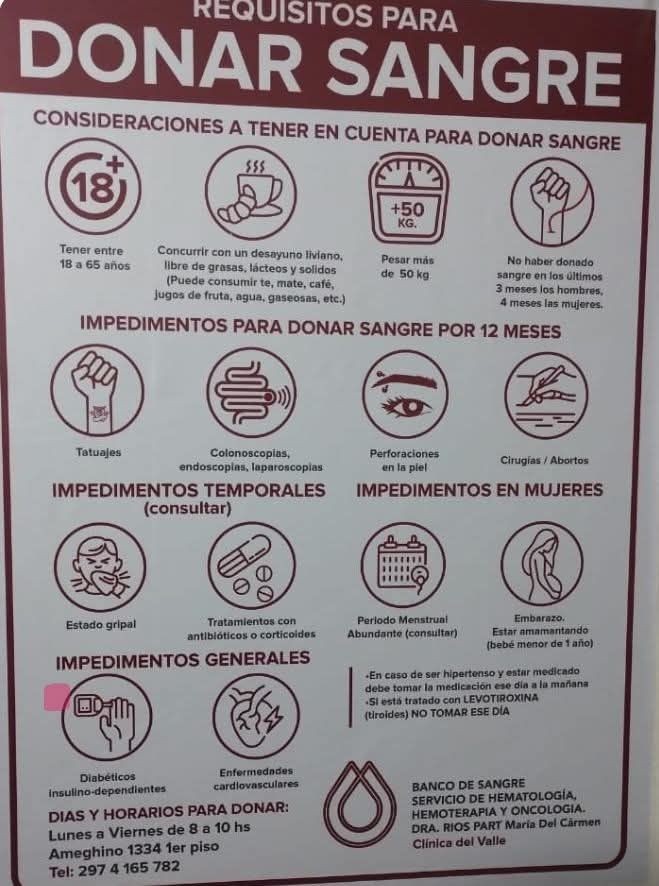 REQUISITOS PARA
DONAR SANGRE
CONSIDERACIONES A TENER EN CUENTA PARA DONAR SANGRE
18+
Tener entre
18 a 65 años
Concurrir con un desayuno liviano,
libre de grasas, lácteos y solidos
(Puede consumir te, mate, café,
jugos de fruta, agua, gaseosas, etc.)
+50
KG.
Pesar más
de 50 kg
No haber donado
sangre en los últimos
3 meses los hombres,
4 meses las mujeres.
IMPEDIMENTOS PARA DONAR SANGRE POR 12 MESES
Tatuajes
Colonoscopias,
endoscopias, laparoscopias
Perforaciones
en la piel
Cirugías / Abortos
IMPEDIMENTOS TEMPORALES
(consultar)
Estado gripal
Tratamientos con
antibióticos o corticoides
IMPEDIMENTOS EN MUJERES
Periodo Menstrual
Abundante (consultar)
Embarazo.
Estar amamantando
(bebé menor de 1 año)
IMPEDIMENTOS GENERALES
Diabéticos
insulino-dependientes
Enfermedades
cardiovasculares
•En caso de ser hipertenso y estar medicado
debe tomar la medicación ese día a la mañana
•Si está tratado con LEVOTIROXINA
(tiroides) NO TOMAR ESE DÍA
DIAS Y HORARIOS PARA DONAR:
Lunes a Viernes de 8 a 10 hs
Ameghino 1334 1er piso
Tel: 297 4 165 782
BANCO DE SANGRE
SERVICIO DE HEMATOLOGÍA,
HEMOTERAPIA Y ONCOLOGIA.
DRA. RIOS PART María Del Cármen
Clínica del Valle